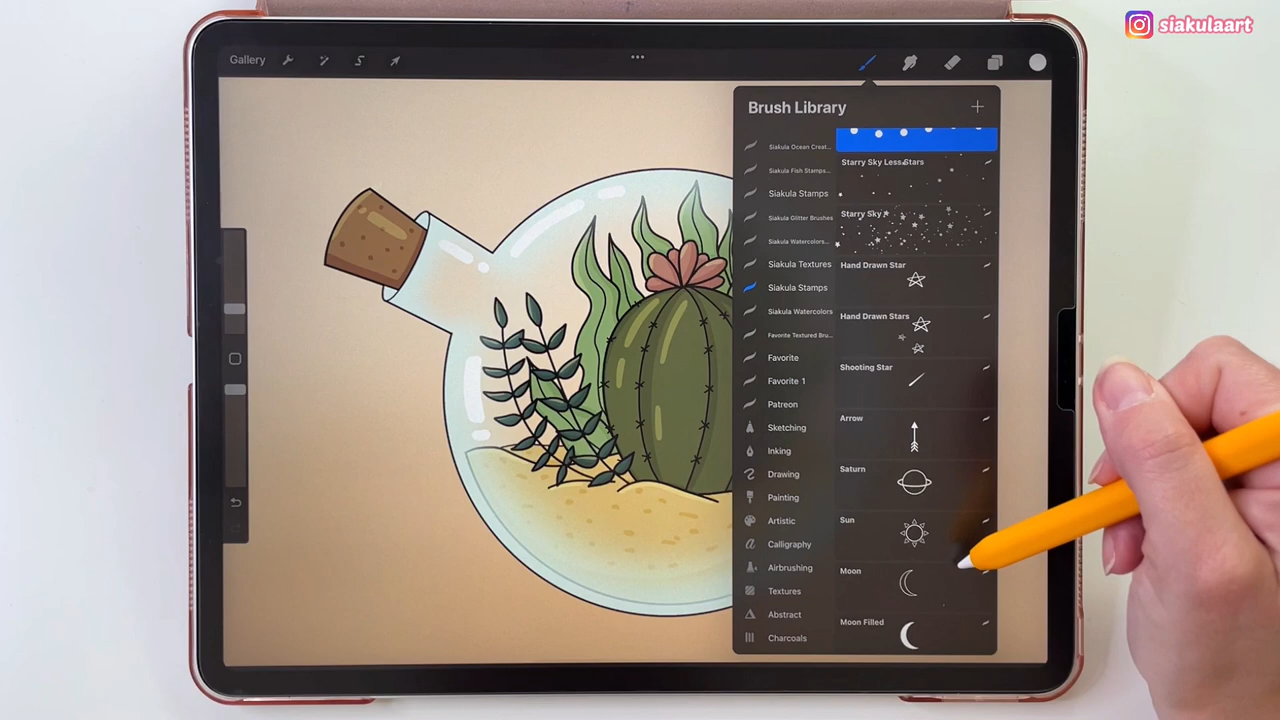 siakulaart
Gallery
Brush Library
Siakula Ocean Creat...
Siakula Fish Stamps...
Siakula Stamps
Siakula Glitter Brushes
Siakula Watercolors...
Siakula Textures
Siakula Stamps
Siakula Watercolors
Favorite Textured Bru...
Favorite
Favorite 1
Patreon
Sketching
Inking
Drawing
Painting
Artistic
Calligraphy
Airbrushing
Textures
Abstract
Charcoals
Starry Sky Less Stars
Starry Sky
Hand Drawn Star
Hand Drawn Stars
Shooting Star
Arrow
Saturn
Sun
Moon
Moon Filled